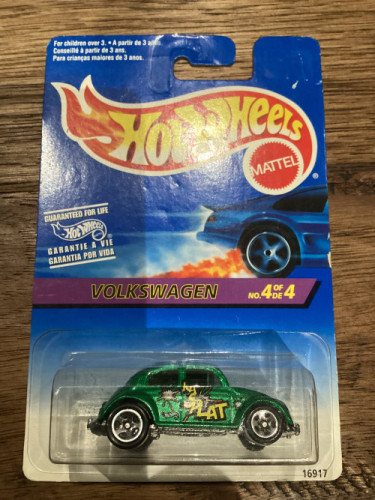 For children over 3. • A partir de 3 años.
Conseillé à partir de 3 ans.
Para crianças maiores de 3 anos.
HOT WHEELS
MATTEL
®
GUARANTEED FOR LIFE
HOT WHEELS
GARANTIE A VIE
GARANTIA POR VIDA
VOLKSWAGEN
NO. 4 OF DE 4
LAT
16917